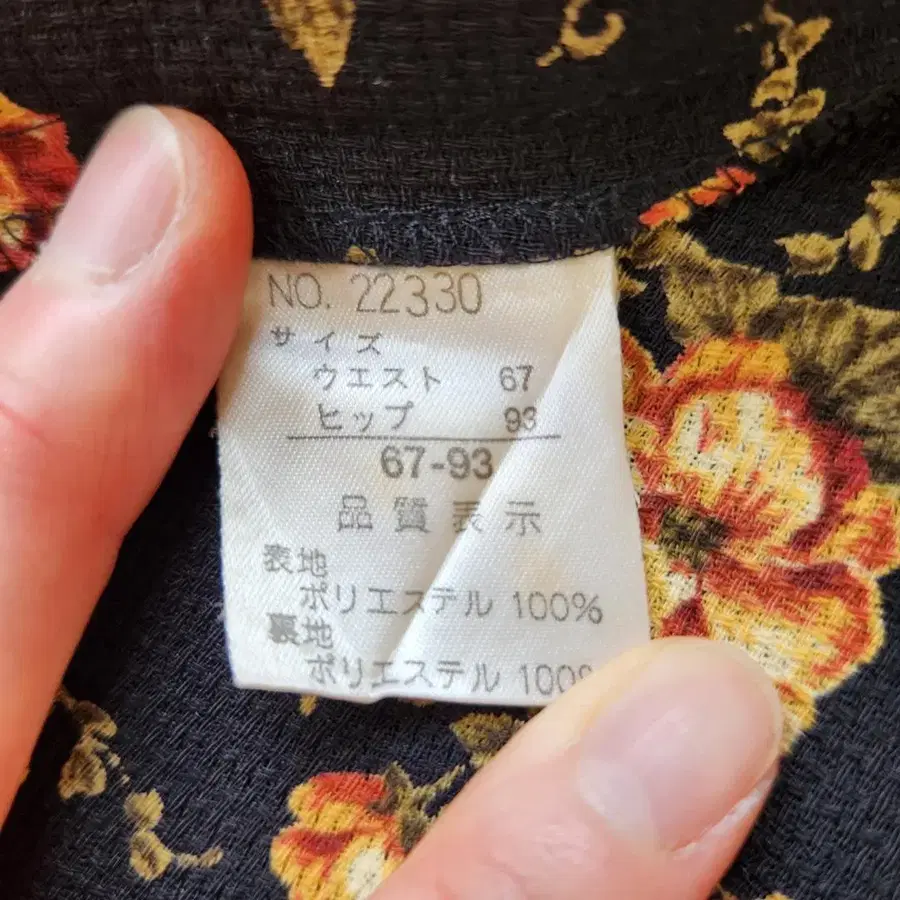 NO. 22330
サイズ
ウエスト 67
ヒップ 93
67-93
品質表示
表地
ポリエステル 100%
裏地
ポリエステル 100%